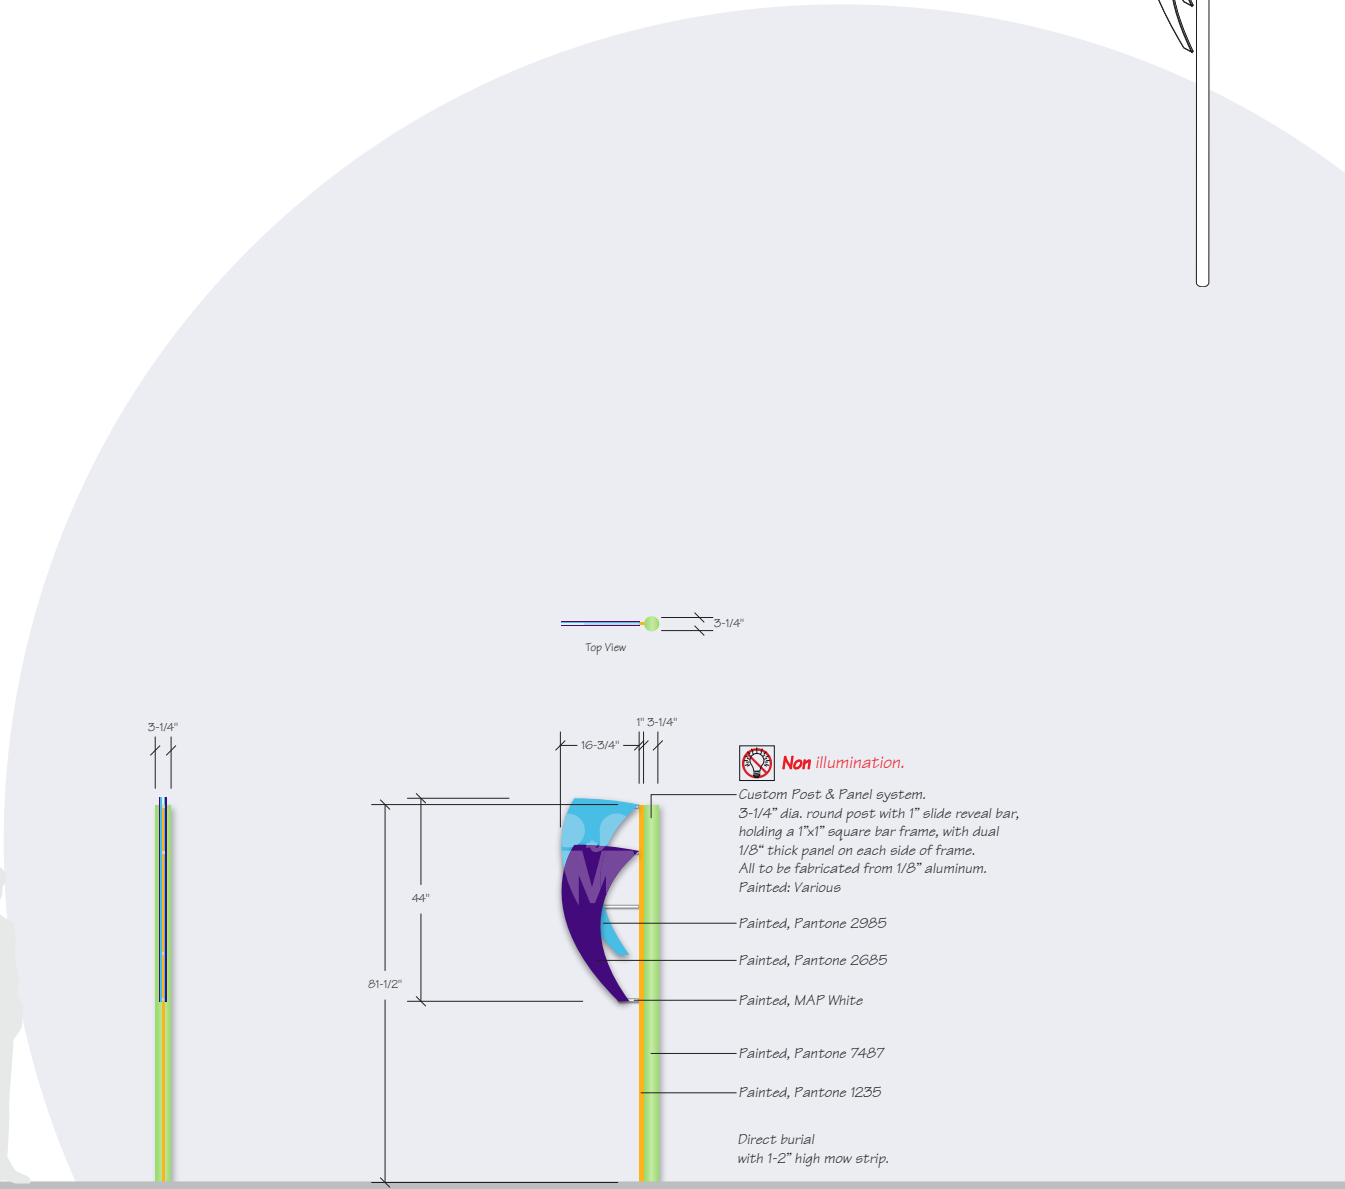 3-1/4"
Top View
3-1/4"
1" 3-1/4"
16-3/4"
Non illumination.
Custom Post & Panel system.
3-1/4” dia. round post with 1” slide reveal bar,
holding a 1”x1” square bar frame, with dual
1/8“ thick panel on each side of frame.
All to be fabricated from 1/8” aluminum.
Painted: Various
44"
Painted, Pantone 2985
Painted, Pantone 2685
81-1/2"
Painted, MAP White
Painted, Pantone 7487
Painted, Pantone 1235
Direct burial
with 1-2” high mow strip.